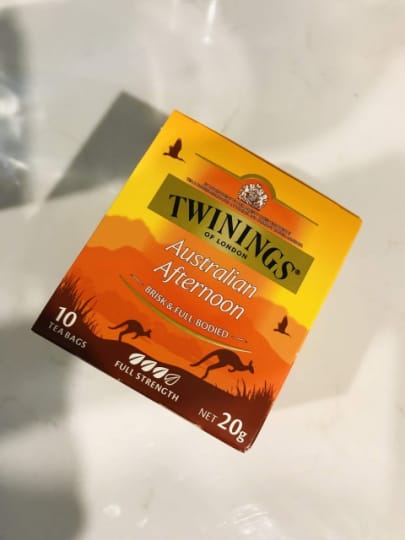 TWININGS®
OF LONDON
Australian
Afternoon
BRISK & FULL-BODIED
10
TEA BAGS
FULL STRENGTH
NET 20g